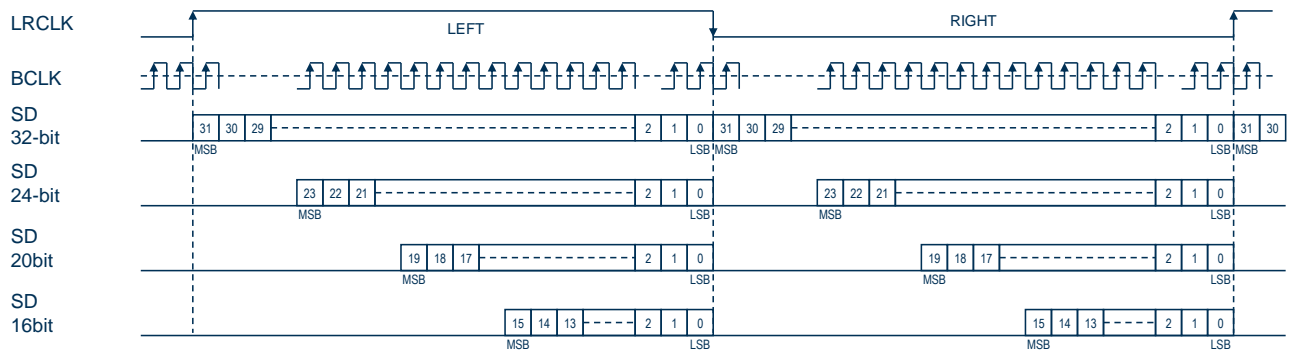 LRCLK
LEFT
RIGHT
BCLK
SD
32-bit
31 30 29 2 1 0 31 30 29 2 1 0 31 30
MSB LSB MSB LSB MSB
SD
24-bit
23 22 21 2 1 0 23 22 21 2 1 0
MSB LSB MSB LSB
SD
20bit
19 18 17 2 1 0 19 18 17 2 1 0
MSB LSB MSB LSB
SD
16bit
15 14 13 2 1 0 15 14 13 2 1 0
MSB LSB MSB LSB